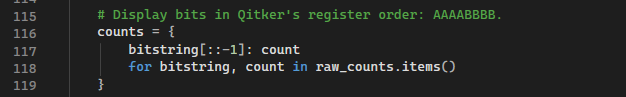 115 # Display bits in Qitker's register order: AAAABBBB.
116 counts = {
117 bitstring[::-1]: count
118 for bitstring, count in raw_counts.items()
119 }